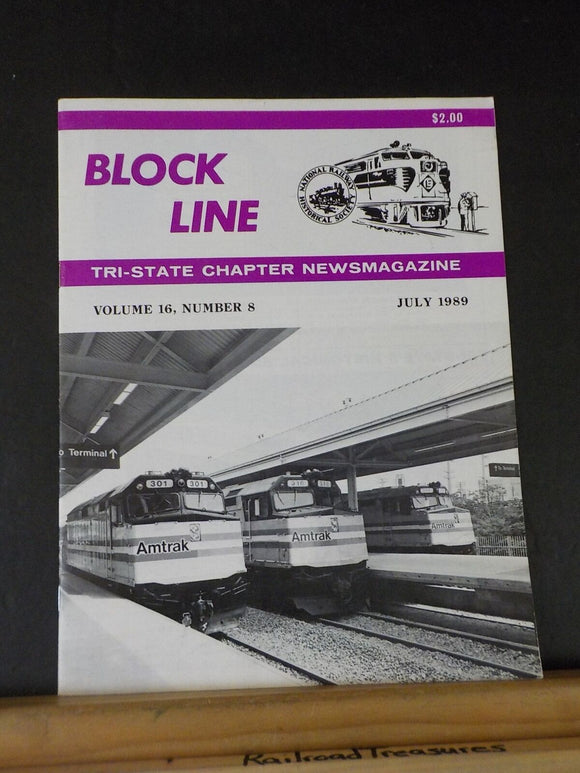 $2.00
BLOCK
LINE
NATIONAL RAILWAY
HISTORICAL SOCIETY
E
TRI-STATE CHAPTER NEWSMAGAZINE
VOLUME 16, NUMBER 8
JULY 1989
o Terminal ↑
301 301
Amtrak
Amtrak
Amtrak
Railroad Treasures